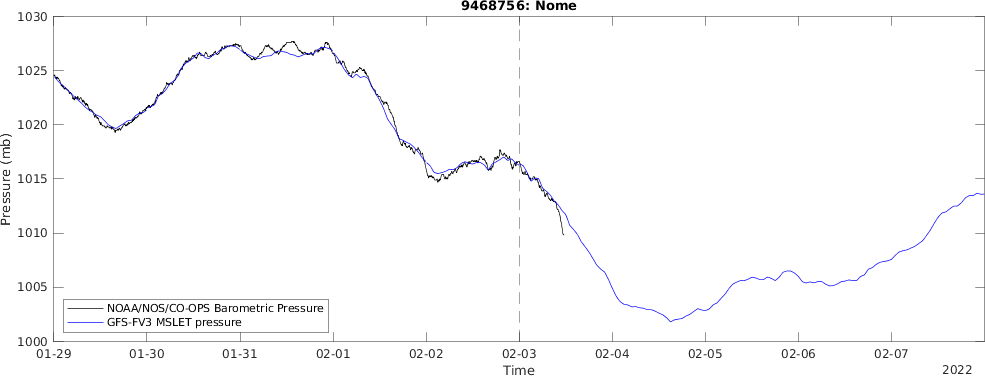 9468756: Nome
1030
1025
1020
1015
1010
1005
1000
Pressure (mb)
NOAA/NOS/CO-OPS Barometric Pressure
GFS-FV3 MSLET pressure
01-29 01-30 01-31 02-01 02-02 02-03 02-04 02-05 02-06 02-07
Time
2022